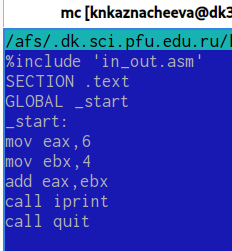 mc [knkaznacheeva@dk3
/afs/.dk.sci.pfu.edu.ru/
%include 'in_out.asm'
SECTION .text
GLOBAL _start
_start:
mov eax,6
mov ebx,4
add eax,ebx
call iprint
call quit